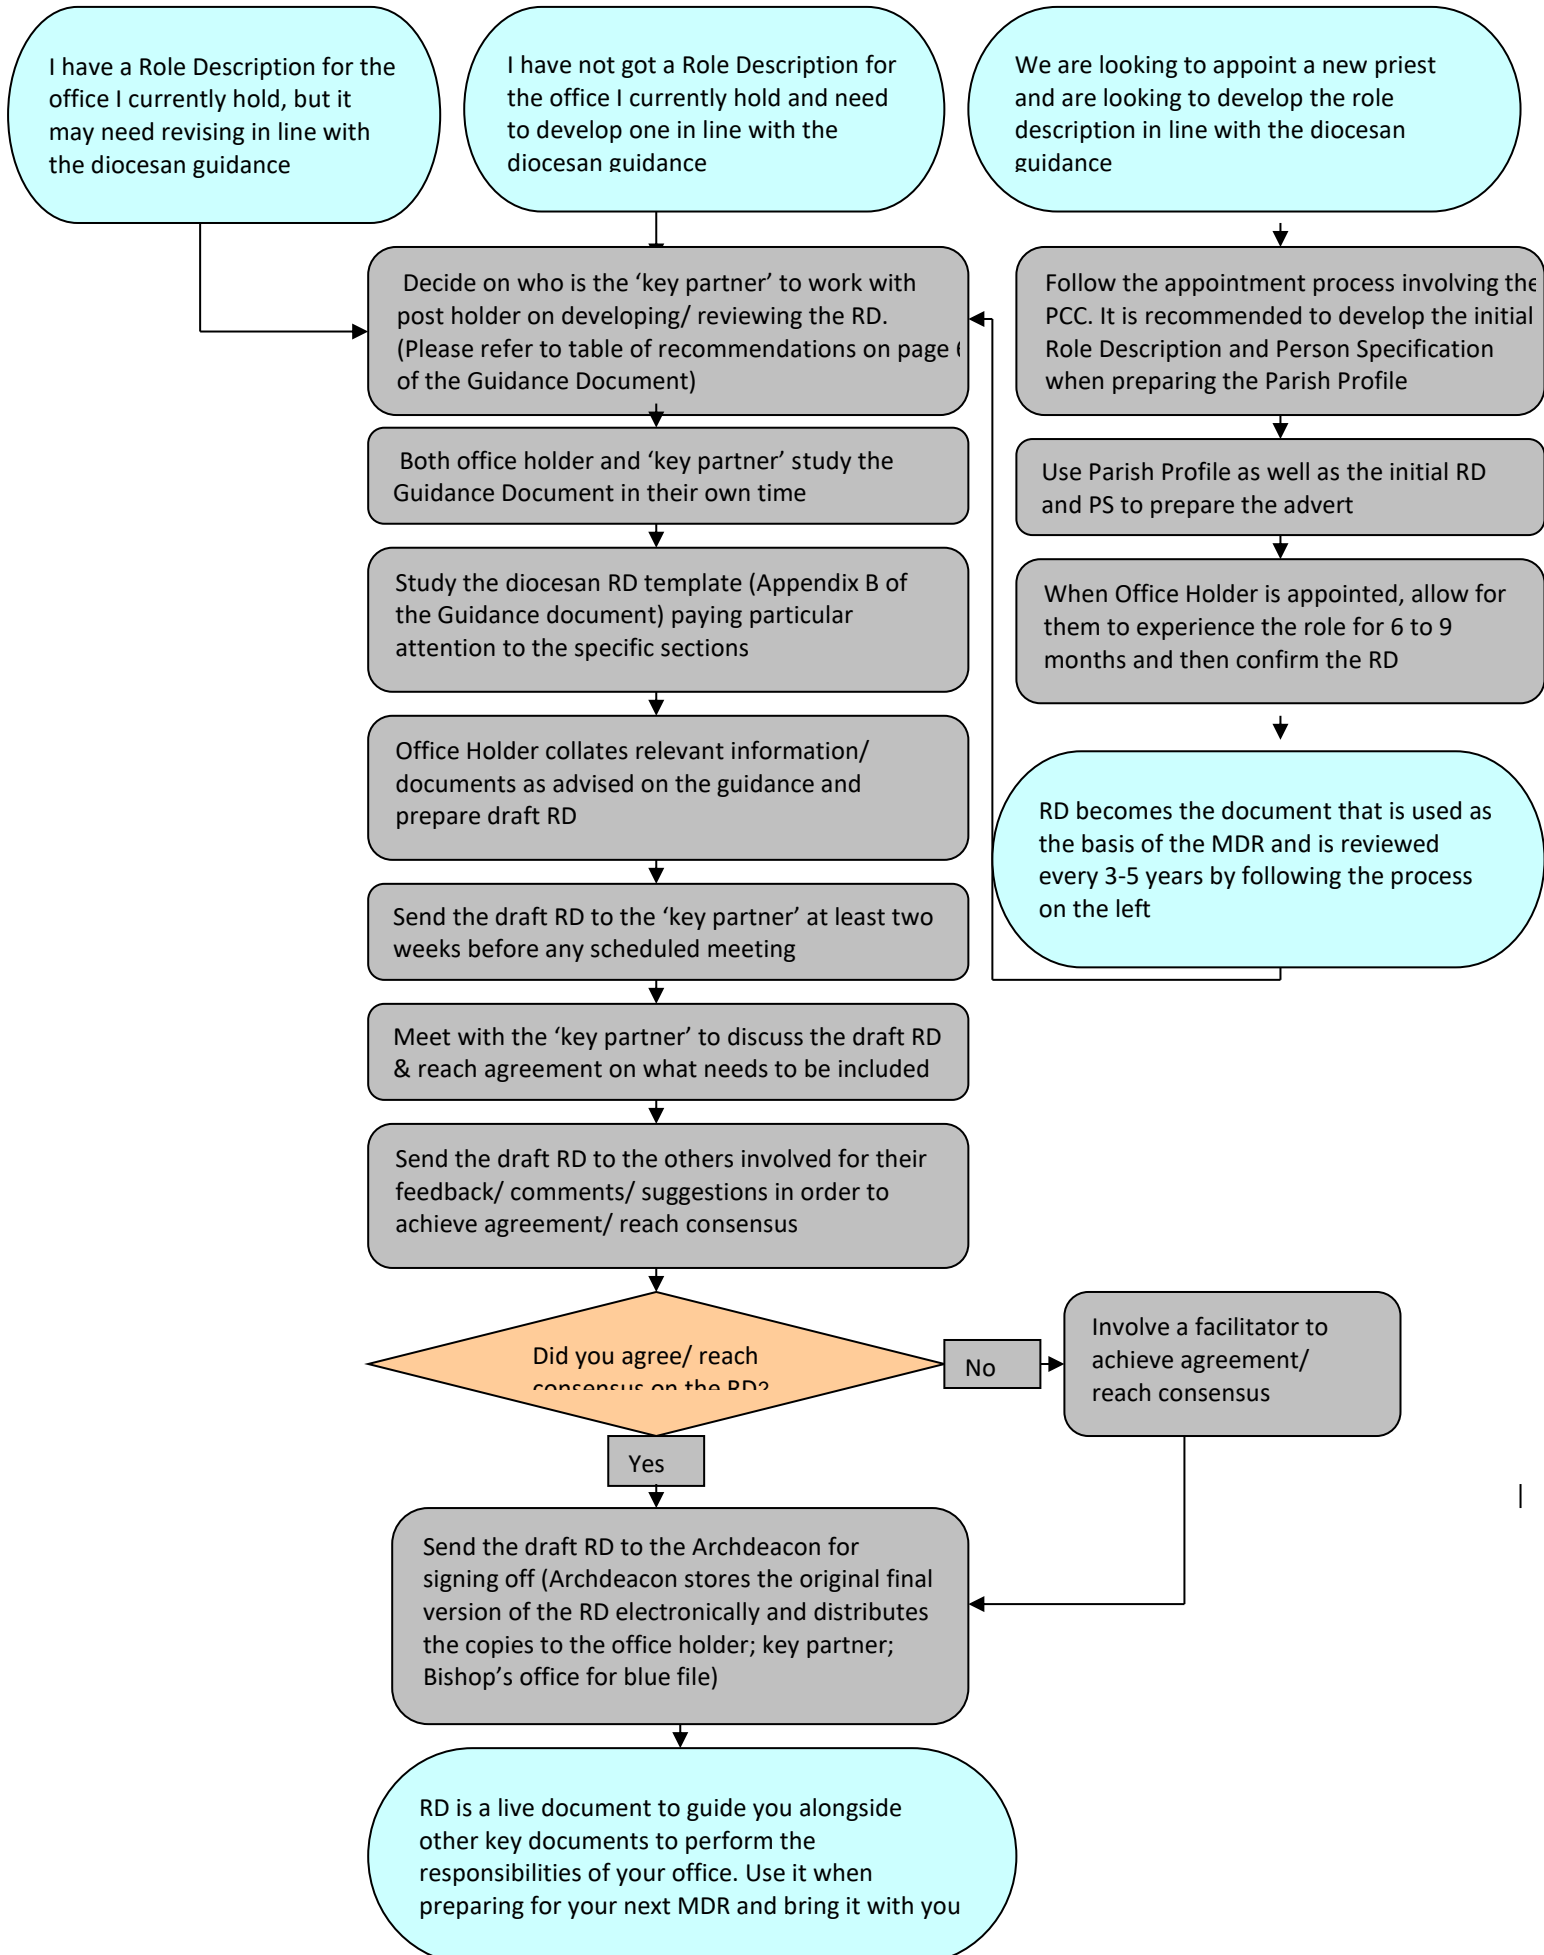 I have a Role Description for the
office I currently hold, but it
may need revising in line with
the diocesan guidance
I have not got a Role Description for
the office I currently hold and need
to develop one in line with the
diocesan guidance
We are looking to appoint a new priest
and are looking to develop the role
description in line with the diocesan
guidance
Decide on who is the ‘key partner’ to work with
post holder on developing/ reviewing the RD.
(Please refer to table of recommendations on page
of the Guidance Document)
Both office holder and ‘key partner’ study the
Guidance Document in their own time
Study the diocesan RD template (Appendix B of
the Guidance document) paying particular
attention to the specific sections
Office Holder collates relevant information/
documents as advised on the guidance and
prepare draft RD
Send the draft RD to the ‘key partner’ at least two
weeks before any scheduled meeting
Meet with the ‘key partner’ to discuss the draft RD
& reach agreement on what needs to be included
Send the draft RD to the others involved for their
feedback/ comments/ suggestions in order to
achieve agreement/ reach consensus
Follow the appointment process involving the
PCC. It is recommended to develop the initial
Role Description and Person Specification
when preparing the Parish Profile
Use Parish Profile as well as the initial RD
and PS to prepare the advert
When Office Holder is appointed, allow for
them to experience the role for 6 to 9
months and then confirm the RD
RD becomes the document that is used as
the basis of the MDR and is reviewed
every 3-5 years by following the process
on the left
Did you agree/ reach
consensus on the RD?
No
Involve a facilitator to
achieve agreement/
reach consensus
Yes
Send the draft RD to the Archdeacon for
signing off (Archdeacon stores the original final
version of the RD electronically and distributes
the copies to the office holder; key partner;
Bishop’s office for blue file)
RD is a live document to guide you alongside
other key documents to perform the
responsibilities of your office. Use it when
preparing for your next MDR and bring it with you